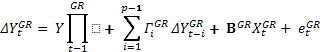 ΔY_t^{GR} = Y ∏_{t-1}^{GR} ⬚ + ∑_{i=1}^{p-1} Γ_i^{GR} ΔY_{t-i}^{GR} + B^{GR} X_t^{GR} + e_t^{GR}